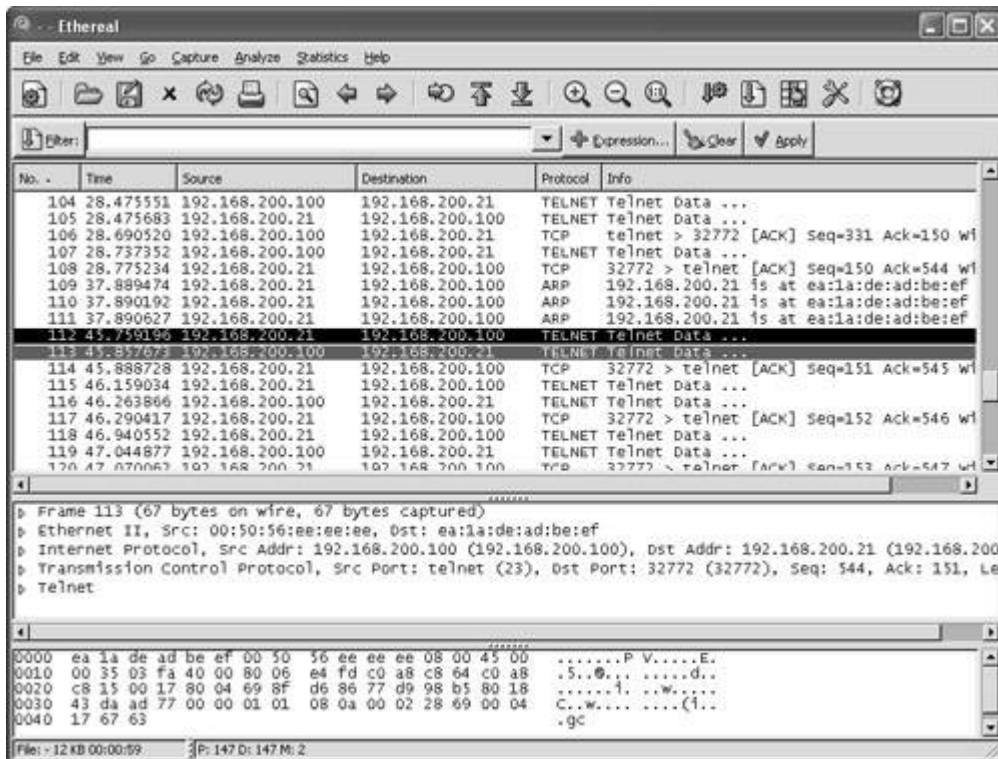 - - Ethereal
File Edit View Go Capture Analyze Statistics Help
Filter: Expression... Clear Apply
No. - Time Source Destination Protocol Info
104 28.475551 192.168.200.100 192.168.200.21 TELNET Telnet Data ...
105 28.475683 192.168.200.21 192.168.200.100 TELNET Telnet Data ...
106 28.690520 192.168.200.100 192.168.200.21 TCP telnet > 32772 [ACK] Seq=331 Ack=150 Wi
107 28.737352 192.168.200.100 192.168.200.21 TELNET Telnet Data ...
108 28.775234 192.168.200.21 192.168.200.100 TCP 32772 > telnet [ACK] Seq=150 Ack=544 Wi
109 37.889474 192.168.200.21 192.168.200.100 ARP 192.168.200.21 is at ea:1a:de:ad:be:ef
110 37.890192 192.168.200.21 192.168.200.100 ARP 192.168.200.21 is at ea:1a:de:ad:be:ef
111 37.890627 192.168.200.21 192.168.200.100 ARP 192.168.200.21 is at ea:1a:de:ad:be:ef
112 45.759196 192.168.200.21 192.168.200.100 TELNET Telnet Data ...
113 45.857673 192.168.200.100 192.168.200.21 TELNET Telnet Data ...
114 45.888728 192.168.200.21 192.168.200.100 TCP 32772 > telnet [ACK] Seq=151 Ack=545 Wi
115 46.159034 192.168.200.21 192.168.200.100 TELNET Telnet Data ...
116 46.263866 192.168.200.100 192.168.200.21 TELNET Telnet Data ...
117 46.290417 192.168.200.21 192.168.200.100 TCP 32772 > telnet [ACK] Seq=152 Ack=546 Wi
118 46.940552 192.168.200.21 192.168.200.100 TELNET Telnet Data ...
119 47.044877 192.168.200.100 192.168.200.21 TELNET Telnet Data ...
120 47.070062 192.168.200.21 192.168.200.100 TCP 32772 > telnet [ACK] Seq=153 Ack=547 Wi
Frame 113 (67 bytes on wire, 67 bytes captured)
Ethernet II, Src: 00:50:56:ee:ee:ee, Dst: ea:1a:de:ad:be:ef
Internet Protocol, Src Addr: 192.168.200.100 (192.168.200.100), Dst Addr: 192.168.200.21 (192.168.200
Transmission Control Protocol, Src Port: telnet (23), Dst Port: 32772 (32772), Seq: 544, Ack: 151, Le
Telnet
0000 ea 1a de ad be ef 00 50 56 ee ee ee 08 00 45 00 .......P V.....E.
0010 00 35 03 fa 40 00 80 06 e4 fd c0 a8 c8 64 c0 a8 .5..@... .....d..
0020 c8 15 00 17 80 04 69 8f d6 86 77 d9 98 b5 80 18 ......i. ..w.....
0030 43 da ad 77 00 00 01 01 08 0a 00 02 28 69 00 04 C..w.... ....(i..
0040 17 67 63 .gc
File: - 12 KB 00:00:59 P: 147 D: 147 M: 2